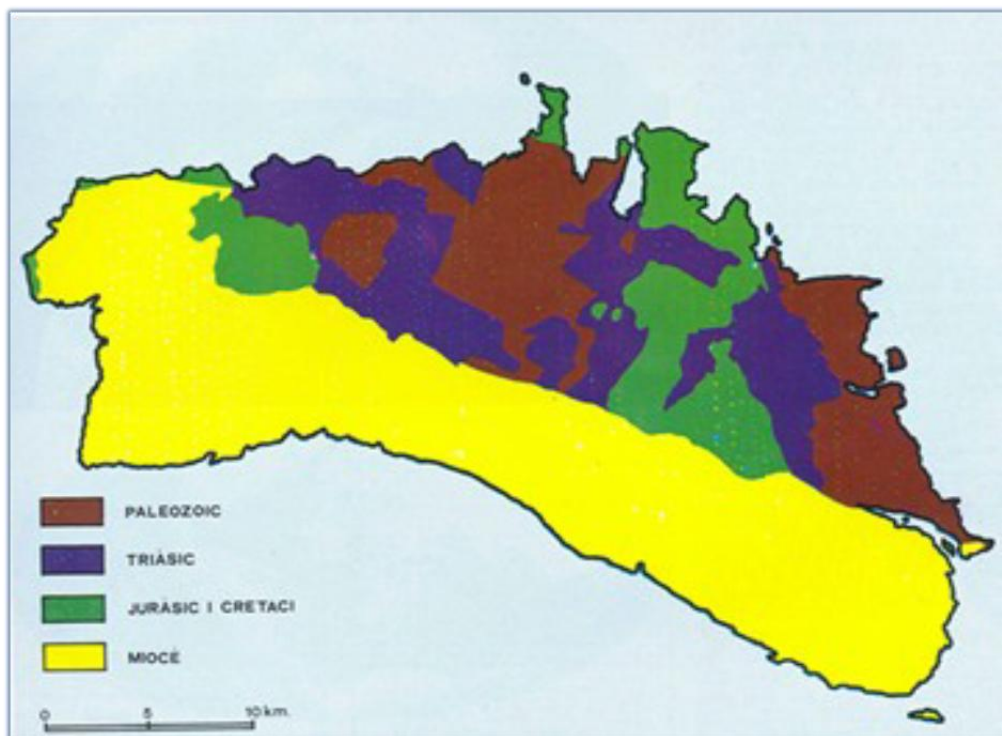 PALEOZOIC
TRIÀSIC
JURÀSIC I CRETACI
MIOCÈ
0 5 10 km.